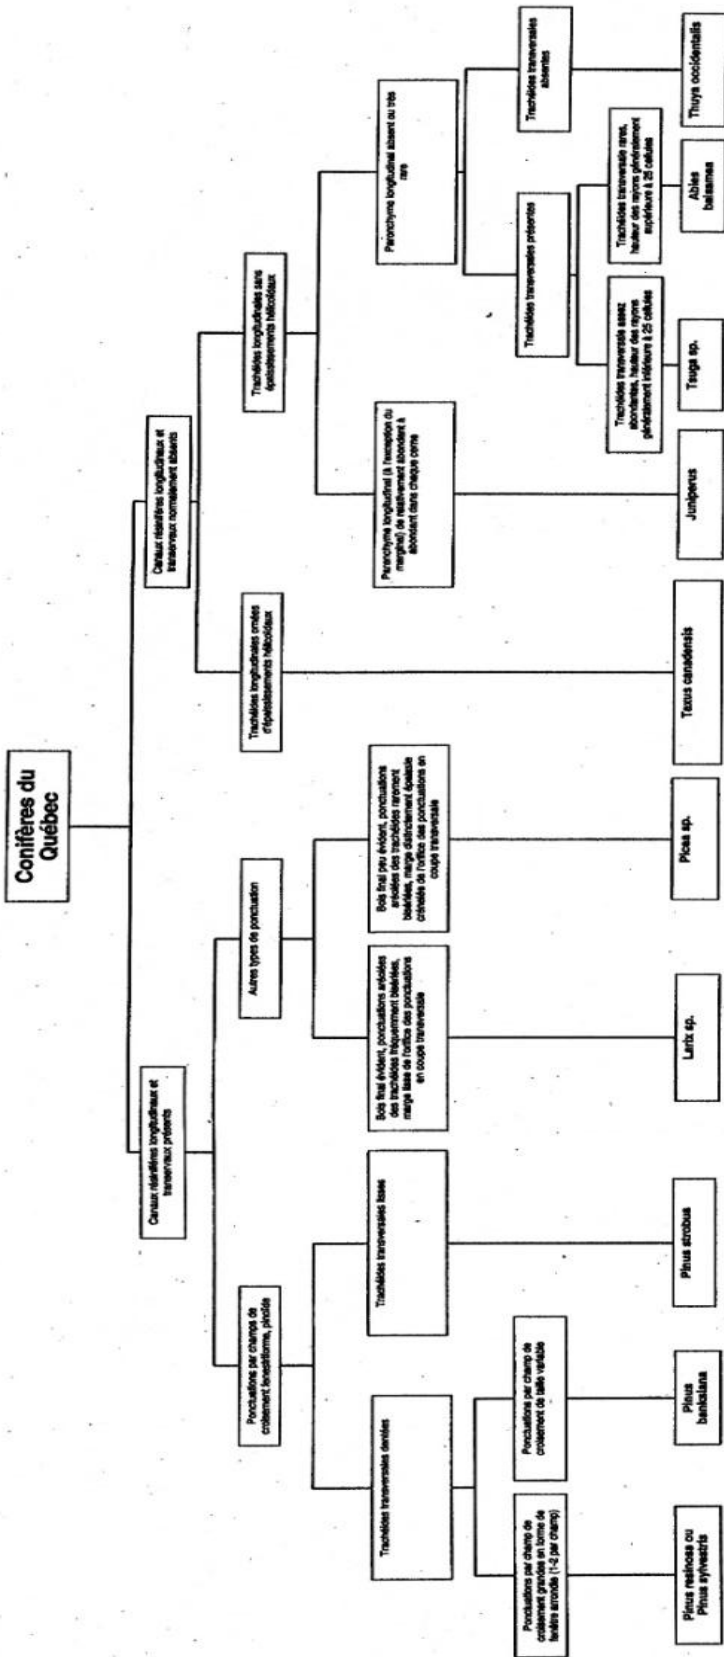 Conifères du
Québec
Canaux résinifères longitudinaux et
transervaux présents
Canaux résinifères longitudinaux et
transervaux normalement absents
Ponctuations par champs de
croisement fenestriforme, pinoïde
Autres types de ponctuation
Trachéides longitudinales ornées
d'épaississements hélicoïdaux
Trachéides longitudinales sans
épaississements hélicoïdaux
Trachéides transversales dentées
Trachéides transversales lisses
Bois final évident, ponctuations aréolées
des trachéides fréquemment bisériées,
marge lisse de l'orifice des ponctuations
en coupe transversale
Bois final peu évident, ponctuations
aréolées des trachéides rarement
bisériées, marge distinctement épaissie
crénelée de l'orifice des ponctuations en
coupe transversale
Parenchyme longitudinal (à l'exception du
marginal) de relativement abondant à
abondant dans chaque cerne
Paronchyme longitudinal absent ou très
rare
Ponctuations par champ de
croisement grandes en forme de
fenêtre arrondie (1-2 par champ)
Ponctuations par champ de
croisement de taille variable
Trachéides transversales présentes
Trachéides transversales
absentes
Trachéides transversale assez
abondantes, hauteur des rayons
généralement inférieure à 25 cellules
Trachéides transversale rares,
hauteur des rayons généralement
supérieure à 25 cellules
Pinus resinosa ou
Pinus sylvestris
Pinus
banksiana
Pinus strobus
Larix sp.
Picea sp.
Taxus canadensis
Juniperus
Tsuga sp.
Abies
balsamea
Thuya occidentalis